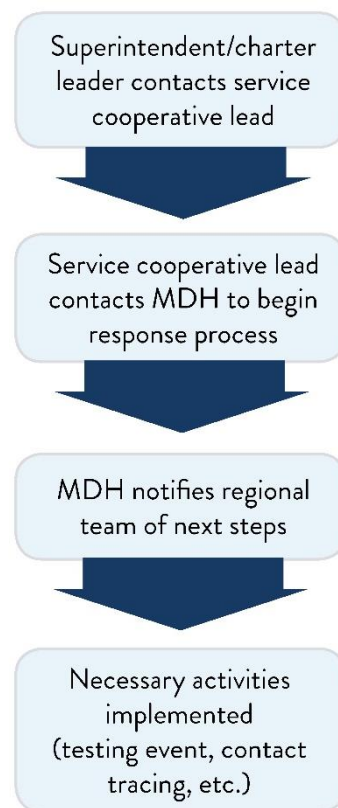 Superintendent/charter
leader contacts service
cooperative lead
Service cooperative lead
contacts MDH to begin
response process
MDH notifies regional
team of next steps
Necessary activities
implemented
(testing event, contact
tracing, etc.)